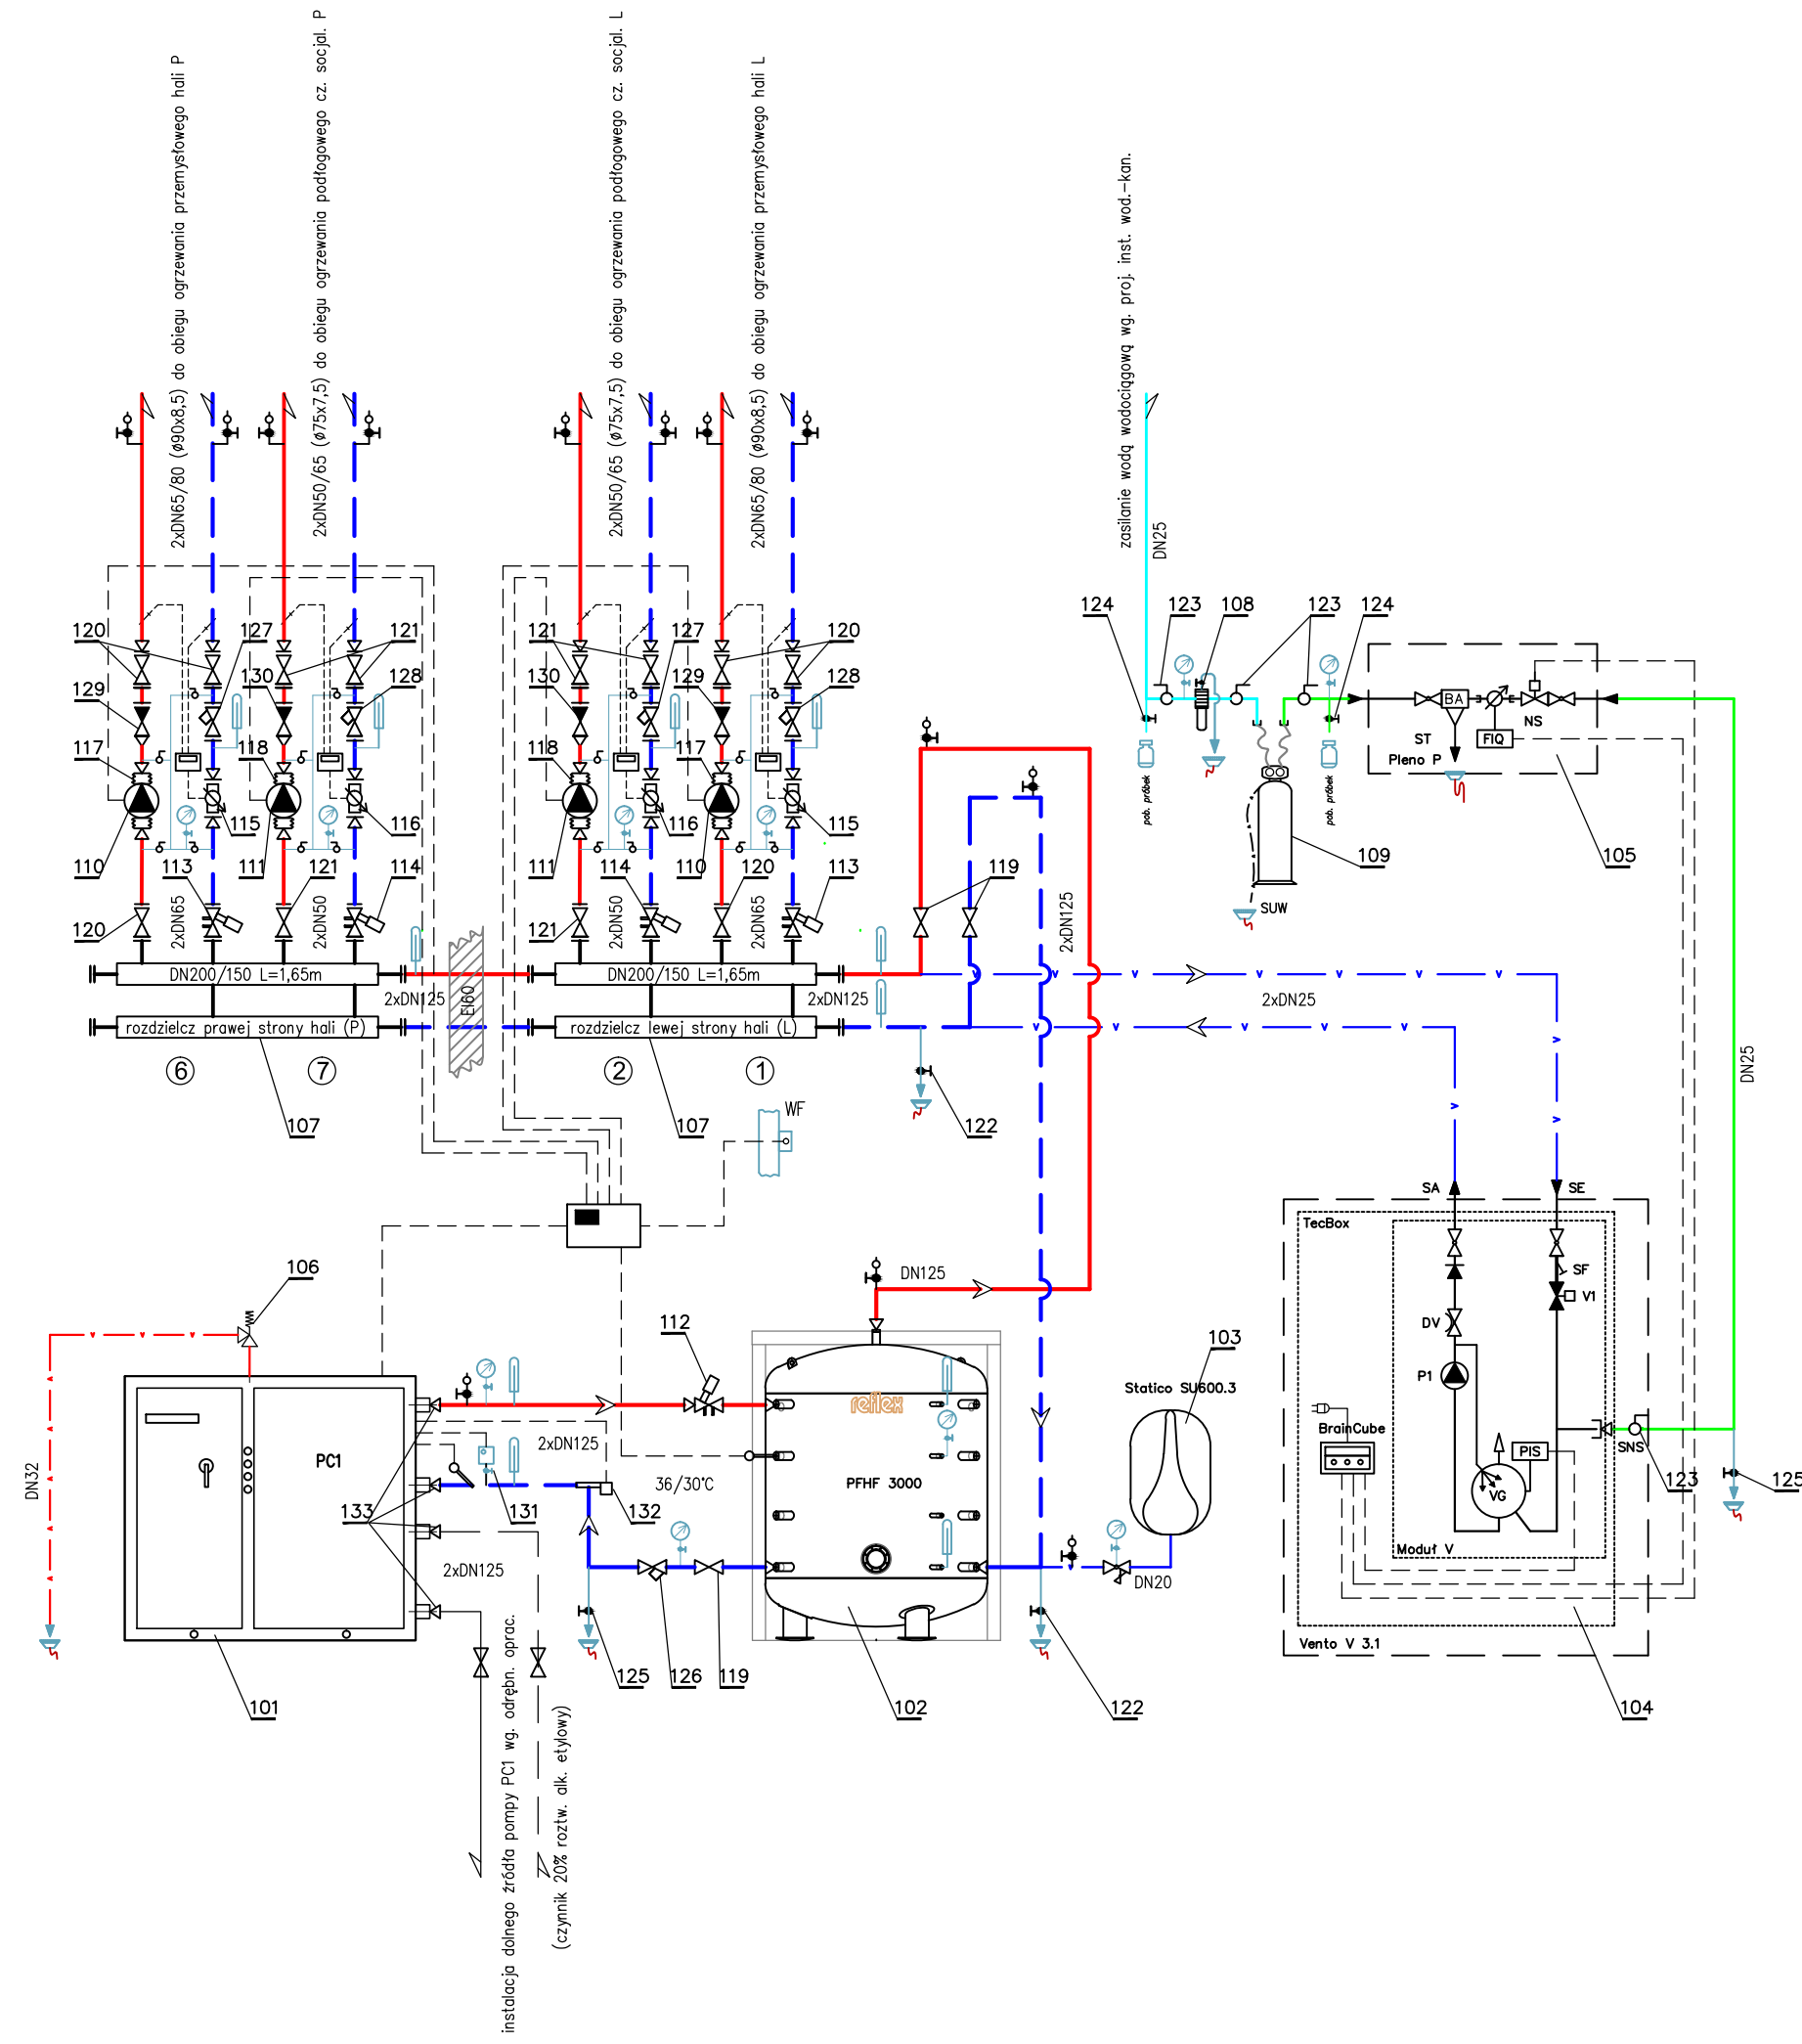 2xDN65/80 (ø90x8,5) do obiegu ogrzewania przemysłowego hali P
2xDN50/65 (ø75x7,5) do obiegu ogrzewania podłogowego cz. socjal. P
2xDN50/65 (ø75x7,5) do obiegu ogrzewania podłogowego cz. socjal. L
2xDN65/80 (ø90x8,5) do obiegu ogrzewania przemysłowego hali L
zasilanie wodą wodociągową wg. proj. inst. wod.-kan.
DN25
120
127
121
121
127
120
124
123
108
123
124
129
130
128
130
129
128
117
118
118
117
BA
NS
ST
FIQ
Pleno P
pob. próbek
pob. próbek
115
116
116
115
110
113
111
121
114
111
114
110
120
113
119
109
105
SUW
120
2xDN65
2xDN50
121
2xDN50
2xDN65
2xDN125
DN200/150 L=1,65m
DN200/150 L=1,65m
2xDN125
EI60
2xDN125
2xDN25
rozdzielcz prawej strony hali (P)
rozdzielcz lewej strony hali (L)
6
7
2
1
DN25
107
107
WF
122
SA
SE
TecBox
106
DN125
SF
V1
112
103
DV
Statico SU600.3
P1
reflex
BrainCube
PC1
2xDN125
DN32
36/30°C
PFHF 3000
PIS
SNS
VG
123
125
133
131
132
Moduł V
2xDN125
DN20
125
126
119
Vento V 3.1
101
102
122
104
instalacja dolnego źródła pompy PC1 wg. odrębn. oprac.
(czynnik 20% roztw. alk. etylowy)